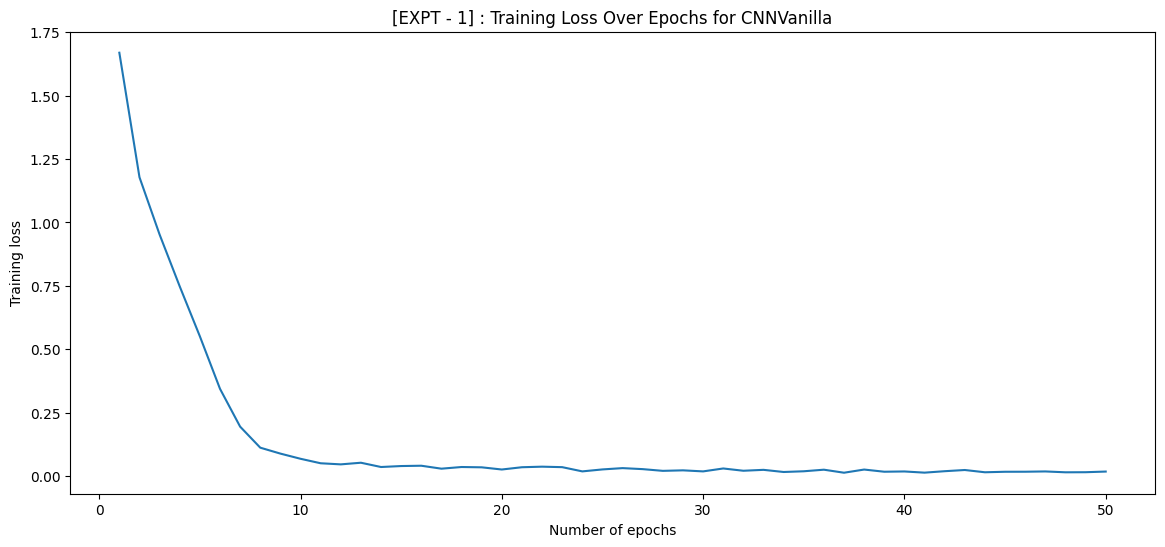 [EXPT - 1] : Training Loss Over Epochs for CNNVanilla
1.75
1.50
1.25
1.00
0.75
0.50
0.25
0.00
Training loss
0 10 20 30 40 50
Number of epochs